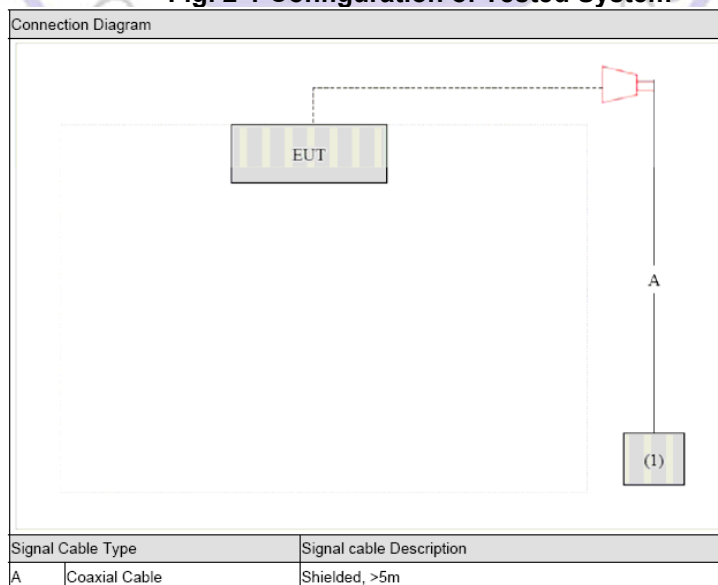 Fig. 2-1 Configuration of Tested System
Connection Diagram
EUT
A
(1)
Signal Cable Type Signal cable Description
A Coaxial Cable Shielded, >5m